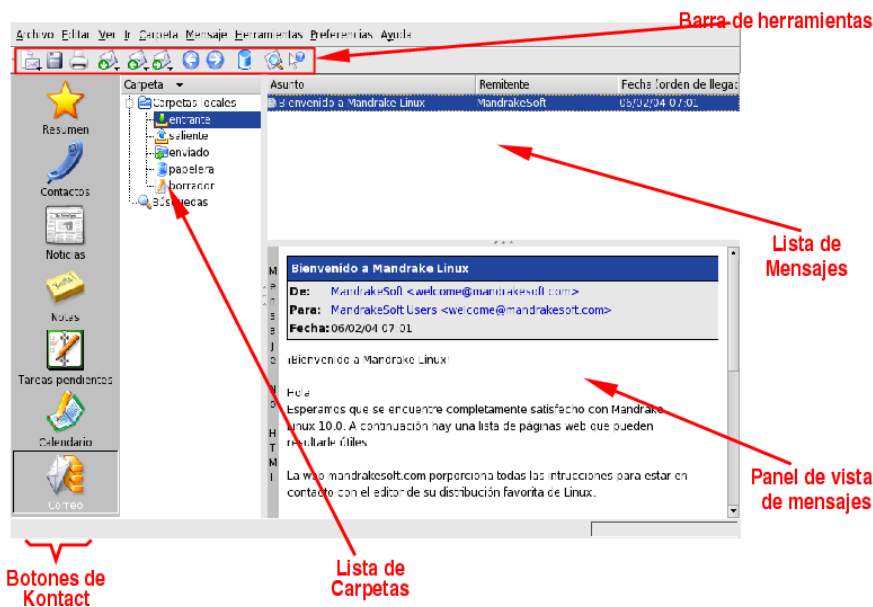 Barra de herramientas
Archivo Editar Ver Ir Carpeta Mensaje Herramientas Preferencias Ayuda
Carpeta
Asunto Remitente Fecha (orden de llegac
Resumen
Contactos
Noticias
Notas
Tareas pendientes
Calendario
Correo
Carpetas locales
entrante
saliente
enviado
papelera
borrador
Búsquedas
Bienvenido a Mandrake Linux MandrakeSoft 06/02/04 07:01
Lista de
Mensajes
Mensaje No HTML
Bienvenido a Mandrake Linux
De: MandrakeSoft <welcome@mandrakesoft.com>
Para: MandrakeSoft Users <welcome@mandrakesoft.com>
Fecha: 06/02/04 07:01
¡Bienvenido a Mandrake Linux!
Hola
Esperamos que se encuentre completamente satisfecho con Mandrake
Linux 10.0. A continuación hay una lista de páginas web que pueden
resultarle útiles
La web mandrakesoft.com porporciona todas las intrucciones para estar en
contacto con el editor de su distribución favorita de Linux.
Panel de vista
de mensajes
Botones de
Kontact
Lista de
Carpetas